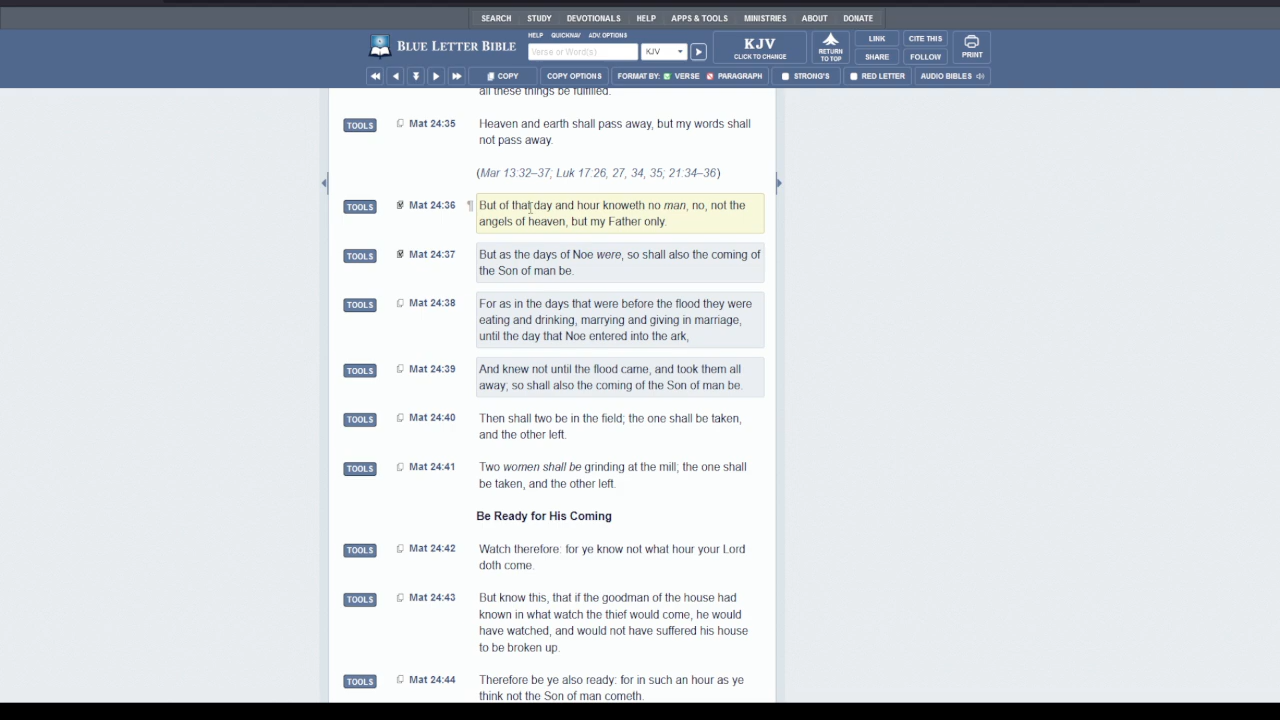 SEARCH STUDY DEVOTIONALS HELP APPS & TOOLS MINISTRIES ABOUT DONATE
BLUE LETTER BIBLE
HELP QUICKNAV ADV. OPTIONS
Verse or Word(s) KJV
KJV
CLICK TO CHANGE
RETURN
TO TOP
LINK CITE THIS
SHARE FOLLOW
PRINT
COPY COPY OPTIONS FORMAT BY: VERSE PARAGRAPH STRONG'S RED LETTER AUDIO BIBLES
all these things be fulfilled.
TOOLS Mat 24:35 Heaven and earth shall pass away, but my words shall
not pass away.
(Mar 13:32–37; Luk 17:26, 27, 34, 35; 21:34–36)
TOOLS Mat 24:36 ¶ But of that day and hour knoweth no man, no, not the
angels of heaven, but my Father only.
TOOLS Mat 24:37 But as the days of Noe were, so shall also the coming of
the Son of man be.
TOOLS Mat 24:38 For as in the days that were before the flood they were
eating and drinking, marrying and giving in marriage,
until the day that Noe entered into the ark,
TOOLS Mat 24:39 And knew not until the flood came, and took them all
away; so shall also the coming of the Son of man be.
TOOLS Mat 24:40 Then shall two be in the field; the one shall be taken,
and the other left.
TOOLS Mat 24:41 Two women shall be grinding at the mill; the one shall
be taken, and the other left.
Be Ready for His Coming
TOOLS Mat 24:42 Watch therefore: for ye know not what hour your Lord
doth come.
TOOLS Mat 24:43 But know this, that if the goodman of the house had
known in what watch the thief would come, he would
have watched, and would not have suffered his house
to be broken up.
TOOLS Mat 24:44 Therefore be ye also ready: for in such an hour as ye
think not the Son of man cometh.